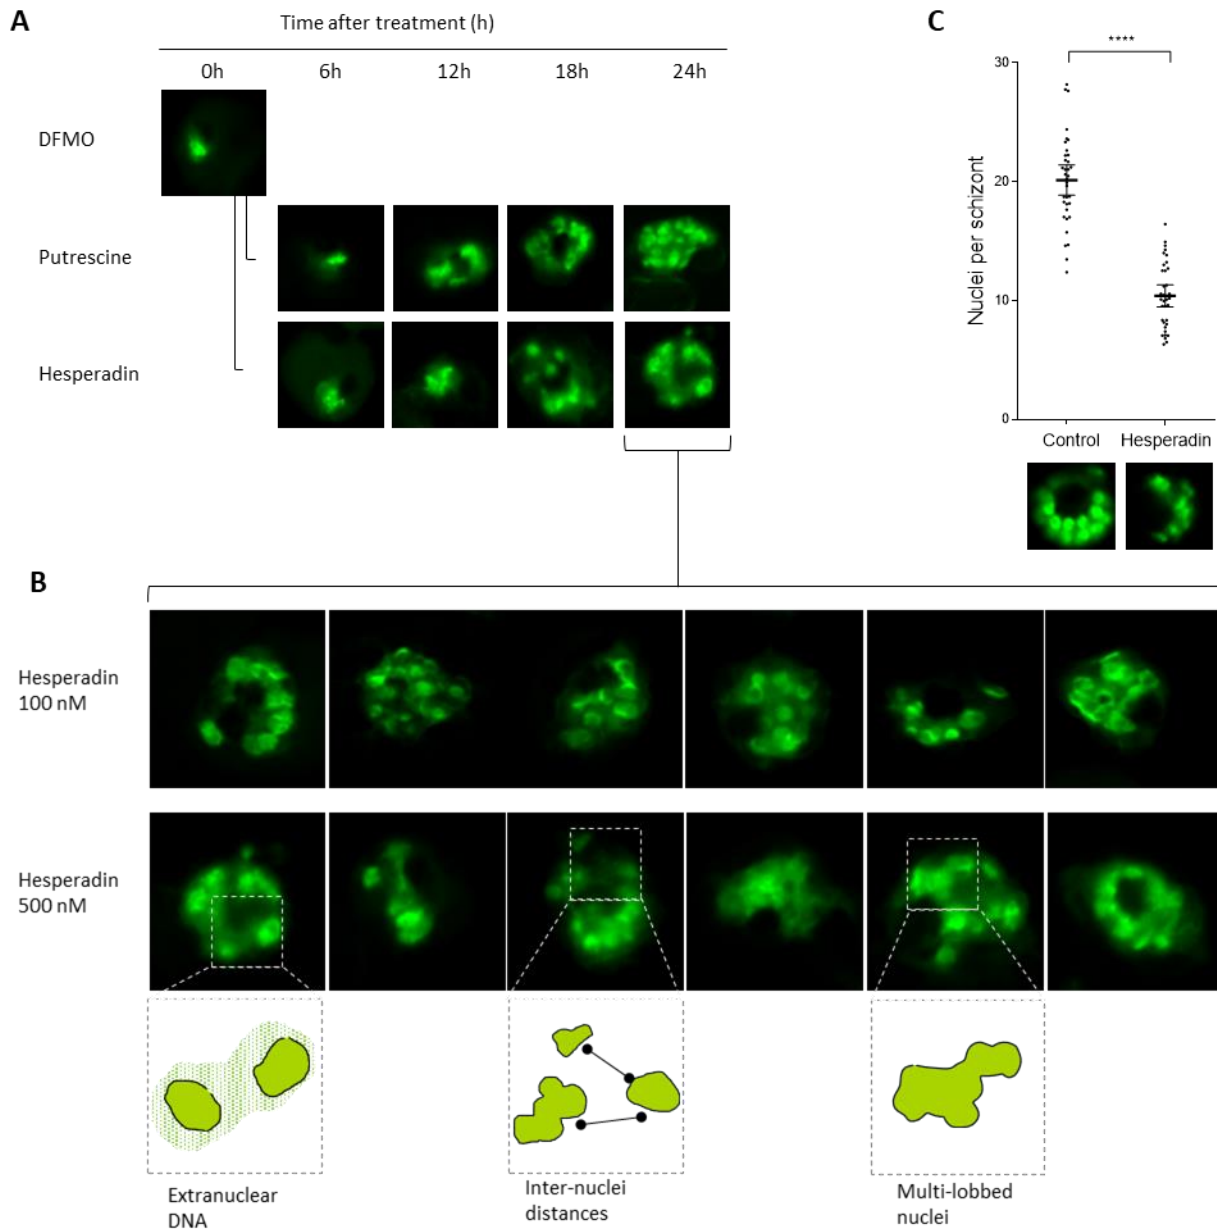 A
Time after treatment (h)
0h 6h 12h 18h 24h
DFMO
Putrescine
Hesperadin
C
****
30
20
10
0
Nuclei per schizont
Control Hesperadin
B
Hesperadin
100 nM
Hesperadin
500 nM
Extranuclear
DNA
Inter-nuclei
distances
Multi-lobbed
nuclei